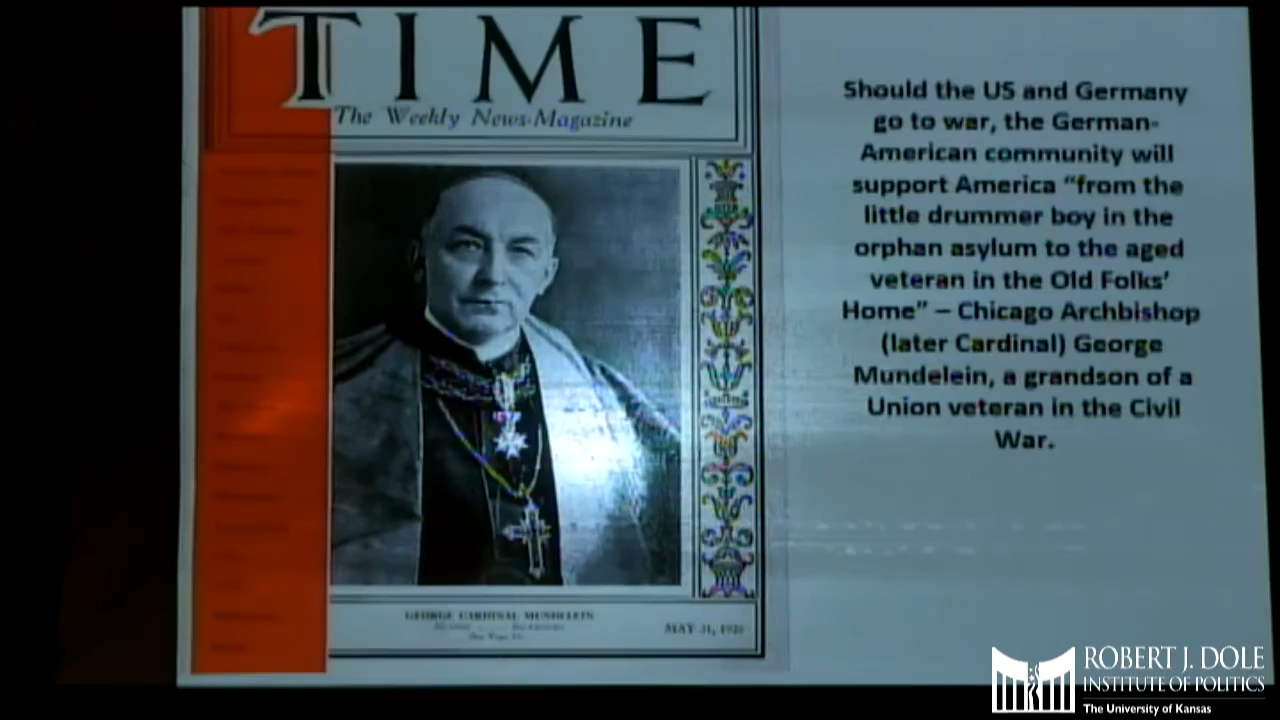 TIME
The Weekly News-Magazine
GEORGE CARDINAL MUNDELEIN
MAY 31, 1926
Should the US and Germany
go to war, the German-
American community will
support America “from the
little drummer boy in the
orphan asylum to the aged
veteran in the Old Folks’
Home” – Chicago Archbishop
(later Cardinal) George
Mundelein, a grandson of a
Union veteran in the Civil
War.
ROBERT J. DOLE
INSTITUTE OF POLITICS
The University of Kansas